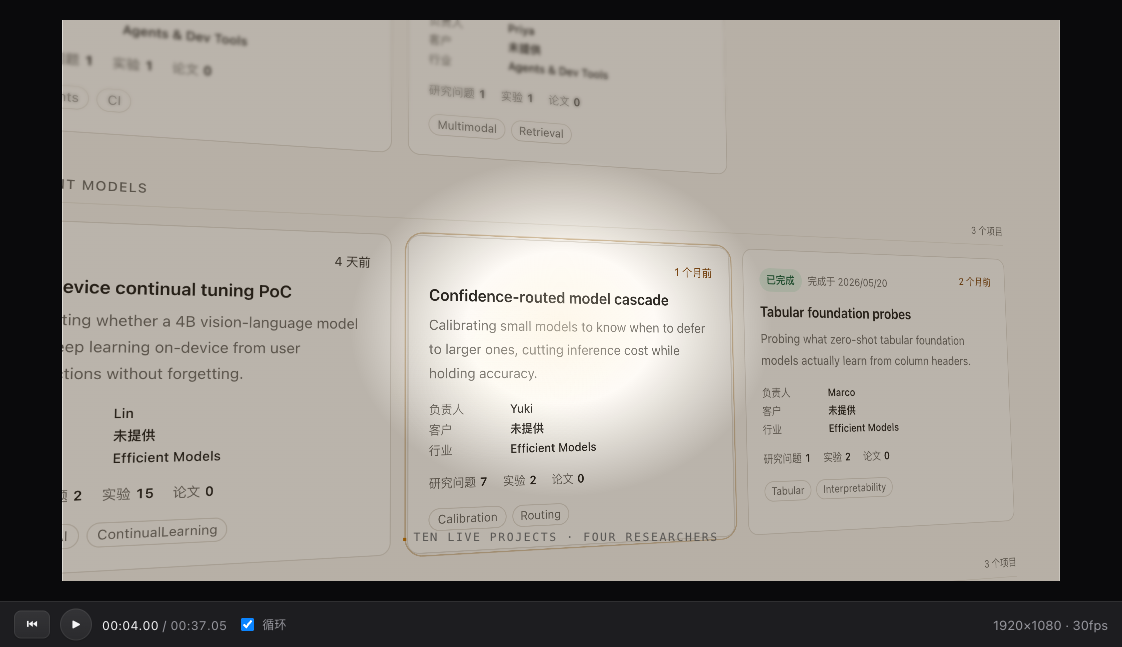 Agents & Dev Tools
题 1 实验 1 论文 0
nts CI
负责人 Priya
客户 未提供
行业 Agents & Dev Tools
研究问题 1 实验 1 论文 0
Multimodal Retrieval
NT MODELS
3 个项目
4 天前
evice continual tuning PoC
ting whether a 4B vision-language model
eep learning on-device from user
ctions without forgetting.
Lin
未提供
Efficient Models
题 2 实验 15 论文 0
AI ContinualLearning
1 个月前
Confidence-routed model cascade
Calibrating small models to know when to defer
to larger ones, cutting inference cost while
holding accuracy.
负责人 Yuki
客户 未提供
行业 Efficient Models
研究问题 7 实验 2 论文 0
Calibration Routing
已完成 完成于 2026/05/20 2 个月前
Tabular foundation probes
Probing what zero-shot tabular foundation
models actually learn from column headers.
负责人 Marco
客户 未提供
行业 Efficient Models
研究问题 1 实验 2 论文 0
Tabular Interpretability
TEN LIVE PROJECTS · FOUR RESEARCHERS
3 个项目
00:04.00 / 00:37.05 循环 1920×1080 · 30fps